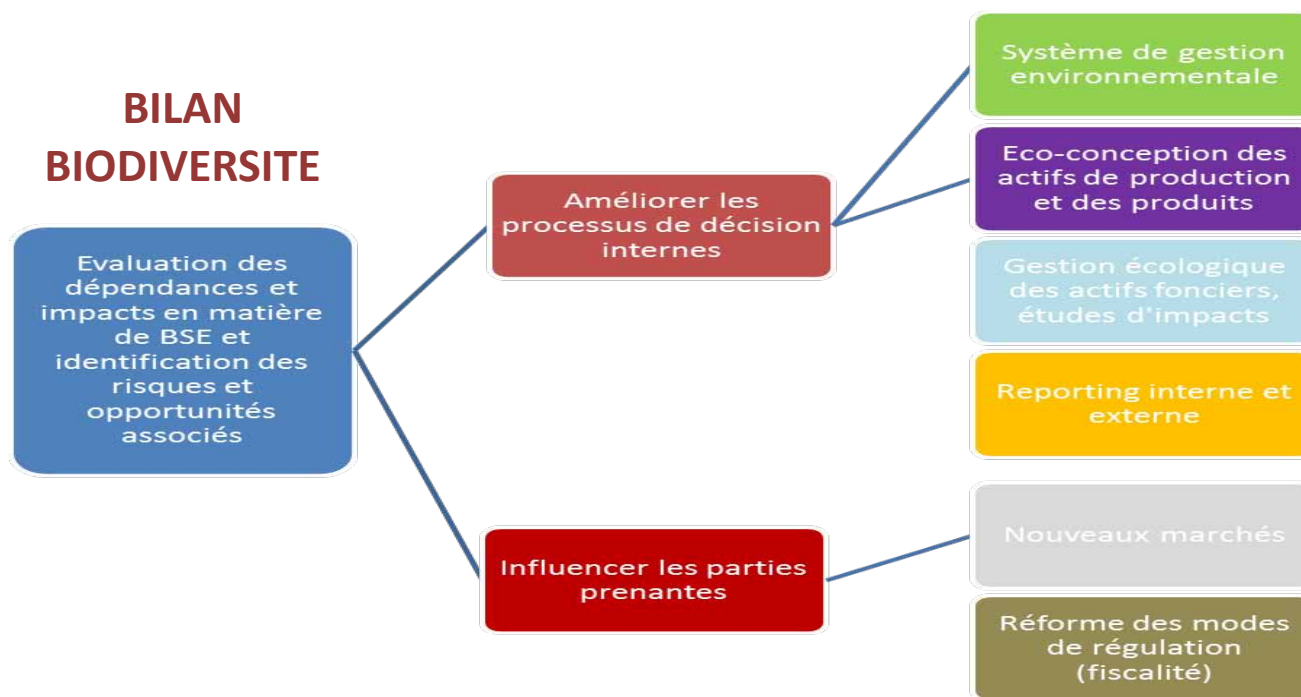 BILAN
BIODIVERSITE
Evaluation des
dépendances et
impacts en matière
de BSE et
identification des
risques et
opportunités
associés
Améliorer les
processus de décision
internes
Influencer les parties
prenantes
Système de gestion
environnementale
Eco-conception des
actifs de production
et des produits
Gestion écologique
des actifs fonciers,
études d'impacts
Reporting interne et
externe
Nouveaux marchés
Réforme des modes
de régulation
(fiscalité)